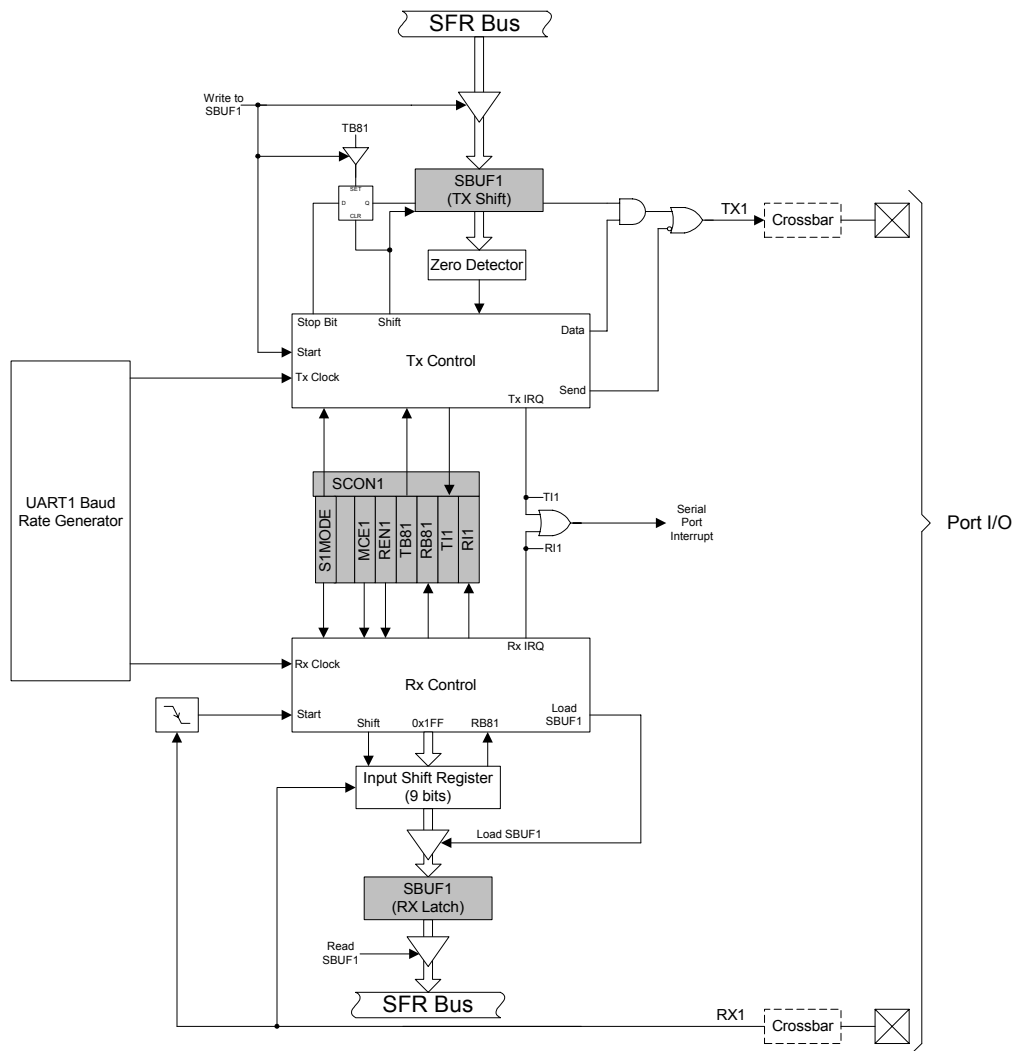 SFR Bus
Write to
SBUF1
TB81
SET
D Q
CLR
SBUF1
(TX Shift)
TX1
Crossbar
Zero Detector
Stop Bit
Shift
Data
Start
Tx Control
Tx Clock
Send
Tx IRQ
UART1 Baud
Rate Generator
SCON1
S1MODE
MCE1
REN1
TB81
RB81
TI1
RI1
TI1
RI1
Serial
Port
Interrupt
Port I/O
Rx IRQ
Rx Clock
Rx Control
Start
Load
SBUF1
Shift
0x1FF
RB81
Input Shift Register
(9 bits)
Load SBUF1
SBUF1
(RX Latch)
Read
SBUF1
SFR Bus
RX1
Crossbar